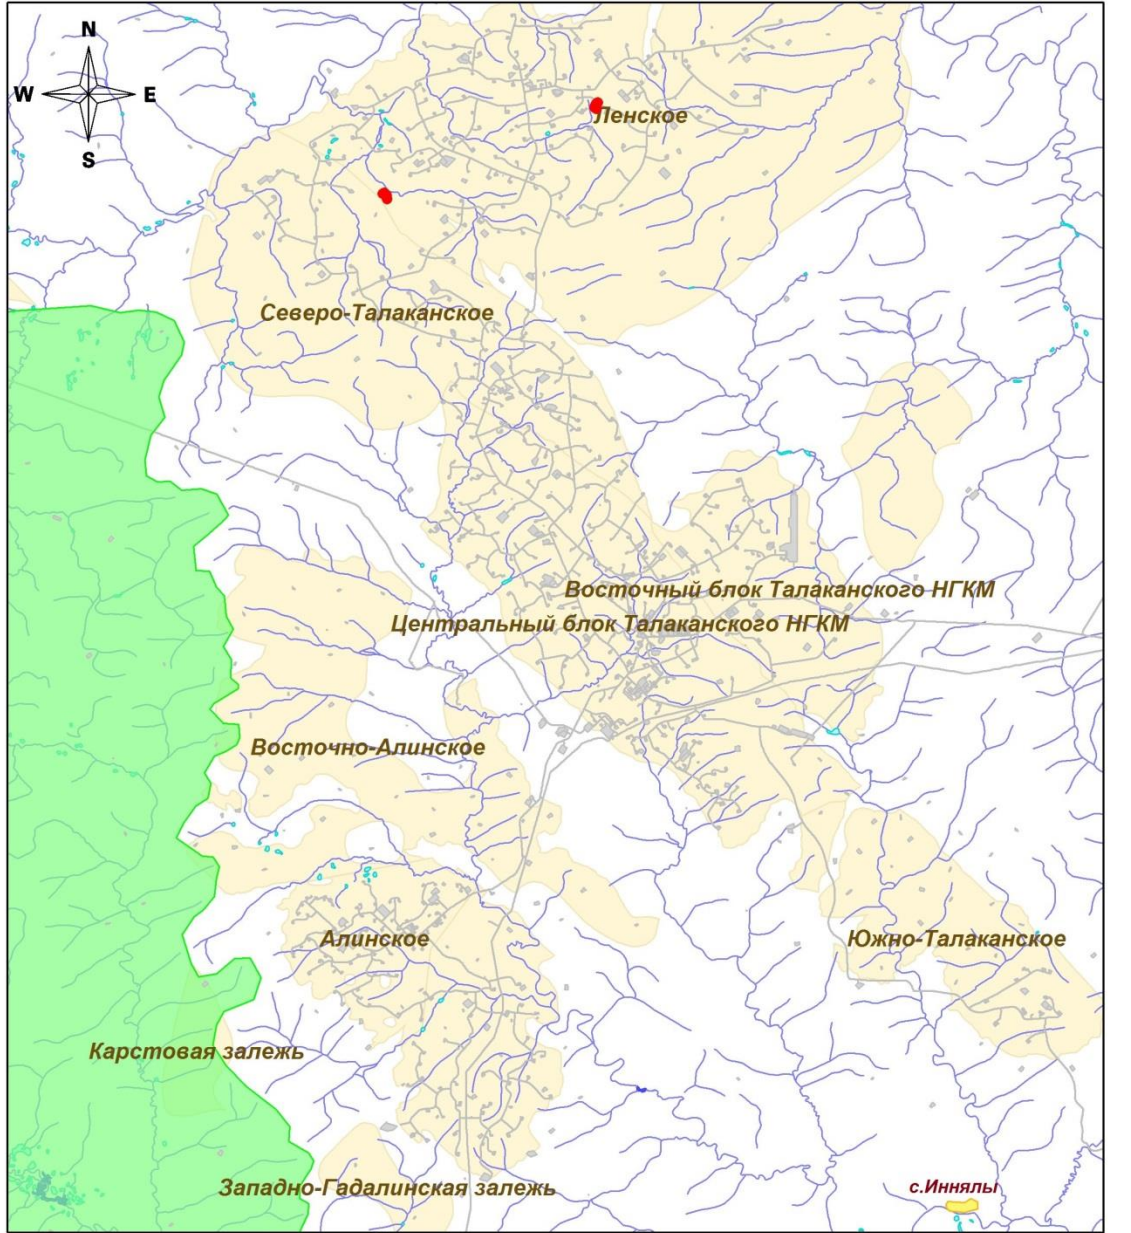 N
W E
S
Ленское
Северо-Талаканское
Восточный блок Талаканского НГКМ
Центральный блок Талаканского НГКМ
Восточно-Алинское
Алинское
Южно-Талаканское
Карстовая залежь
Западно-Гадалинская залежь
с.Иннялы